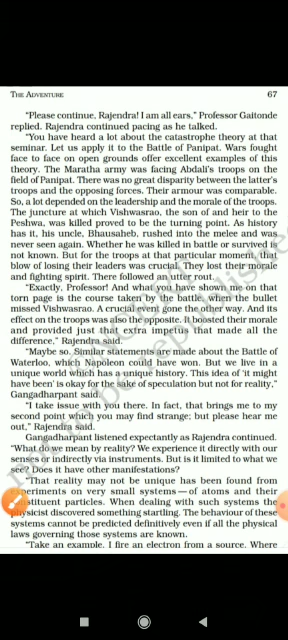 THE ADVENTURE 67
"Please continue, Rajendra! I am all ears," Professor Gaitonde
replied. Rajendra continued pacing as he talked.
"You have heard a lot about the catastrophe theory at that
seminar. Let us apply it to the Battle of Panipat. Wars fought
face to face on open grounds offer excellent examples of this
theory. The Maratha army was facing Abdali's troops on the
field of Panipat. There was no great disparity between the latter's
troops and the opposing forces. Their armour was comparable.
So, a lot depended on the leadership and the morale of the troops.
The juncture at which Vishwasrao, the son of and heir to the
Peshwa, was killed proved to be the turning point. As history
has it, his uncle, Bhausaheb, rushed into the melee and was
never seen again. Whether he was killed in battle or survived is
not known. But for the troops at that particular moment, that
blow of losing their leaders was crucial. They lost their morale
and fighting spirit. There followed an utter rout.
"Exactly, Professor! And what you have shown me on that
torn page is the course taken by the battle, when the bullet
missed Vishwasrao. A crucial event gone the other way. And its
effect on the troops was also the opposite. It boosted their morale
and provided just that extra impetus that made all the
difference," Rajendra said.
"Maybe so. Similar statements are made about the Battle of
Waterloo, which Napoleon could have won. But we live in a
unique world which has a unique history. This idea of 'it might
have been' is okay for the sake of speculation but not for reality,"
Gangadharpant said.
"I take issue with you there. In fact, that brings me to my
second point which you may find strange; but please hear me
out," Rajendra said.
Gangadharpant listened expectantly as Rajendra continued.
"What do we mean by reality? We experience it directly with our
senses or indirectly via instruments. But is it limited to what we
see? Does it have other manifestations?
"That reality may not be unique has been found from
experiments on very small systems — of atoms and their
constituent particles. When dealing with such systems the
physicist discovered something startling. The behaviour of these
systems cannot be predicted definitively even if all the physical
laws governing those systems are known.
"Take an example. I fire an electron from a source. Where